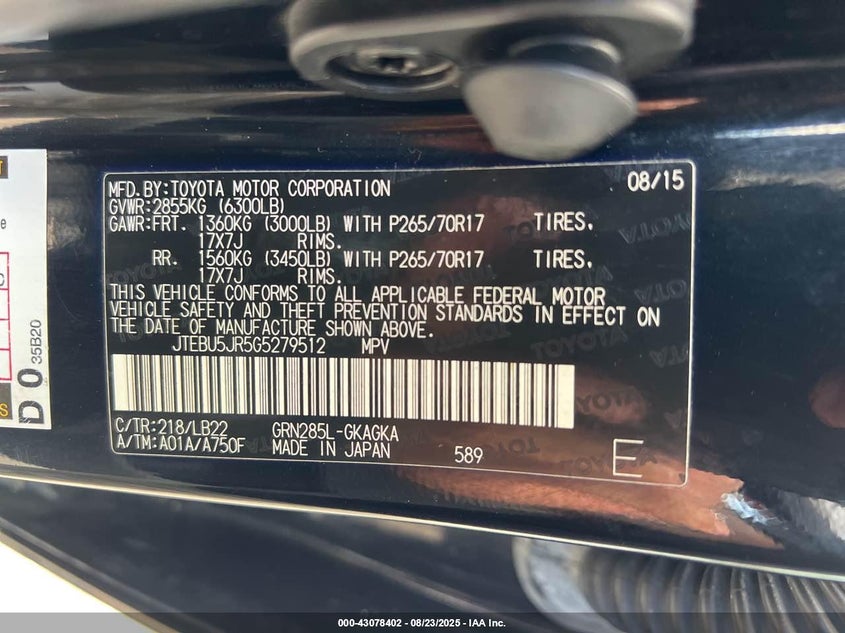 MFD.BY:TOYOTA MOTOR CORPORATION 08/15
GVWR:2855KG (6300LB)
GAWR:FRT. 1360KG (3000LB) WITH P265/70R17 TIRES.
17X7J RIMS.
RR. 1560KG (3450LB) WITH P265/70R17 TIRES.
17X7J RIMS.
THIS VEHICLE CONFORMS TO ALL APPLICABLE FEDERAL MOTOR
VEHICLE SAFETY AND THEFT PREVENTION STANDARDS IN EFFECT ON
THE DATE OF MANUFACTURE SHOWN ABOVE.
JTEBU5JR5G5279512 MPV
C/TR:218/LB22 GRN285L-GKAGKA
A/TM:A01A/A750F MADE IN JAPAN 589 E
D 0 35B20
000-43078402 - 08/23/2025 - IAA Inc.